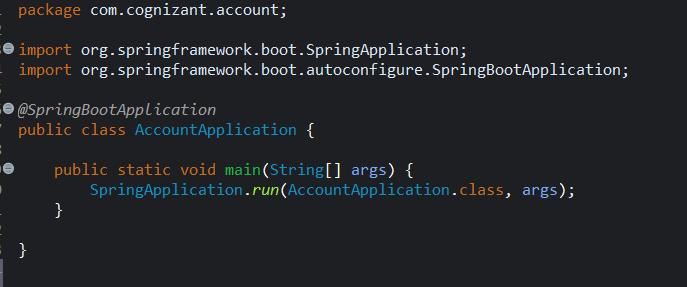 package com.cognizant.account;
import org.springframework.boot.SpringApplication;
import org.springframework.boot.autoconfigure.SpringBootApplication;
@SpringBootApplication
public class AccountApplication {
public static void main(String[] args) {
SpringApplication.run(AccountApplication.class, args);
}
}